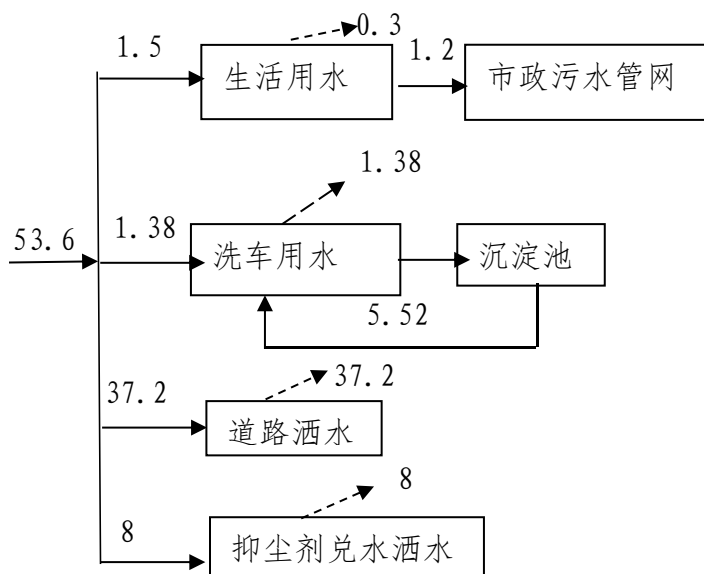 0.3
1.5
生活用水
1.2
市政污水管网
1.38
53.6
1.38
洗车用水
沉淀池
5.52
37.2
37.2
道路洒水
8
8
抑尘剂兑水洒水